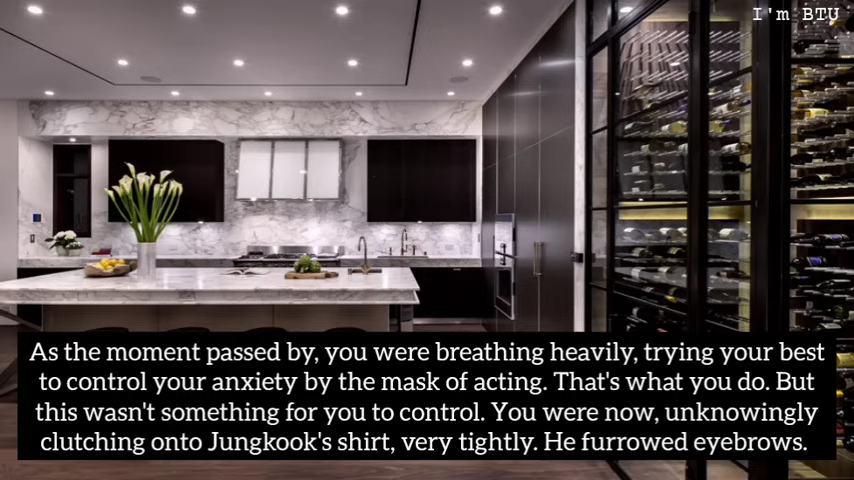 I'm BTU
As the moment passed by, you were breathing heavily, trying your best
to control your anxiety by the mask of acting. That's what you do. But
this wasn't something for you to control. You were now, unknowingly
clutching onto Jungkook's shirt, very tightly. He furrowed eyebrows.